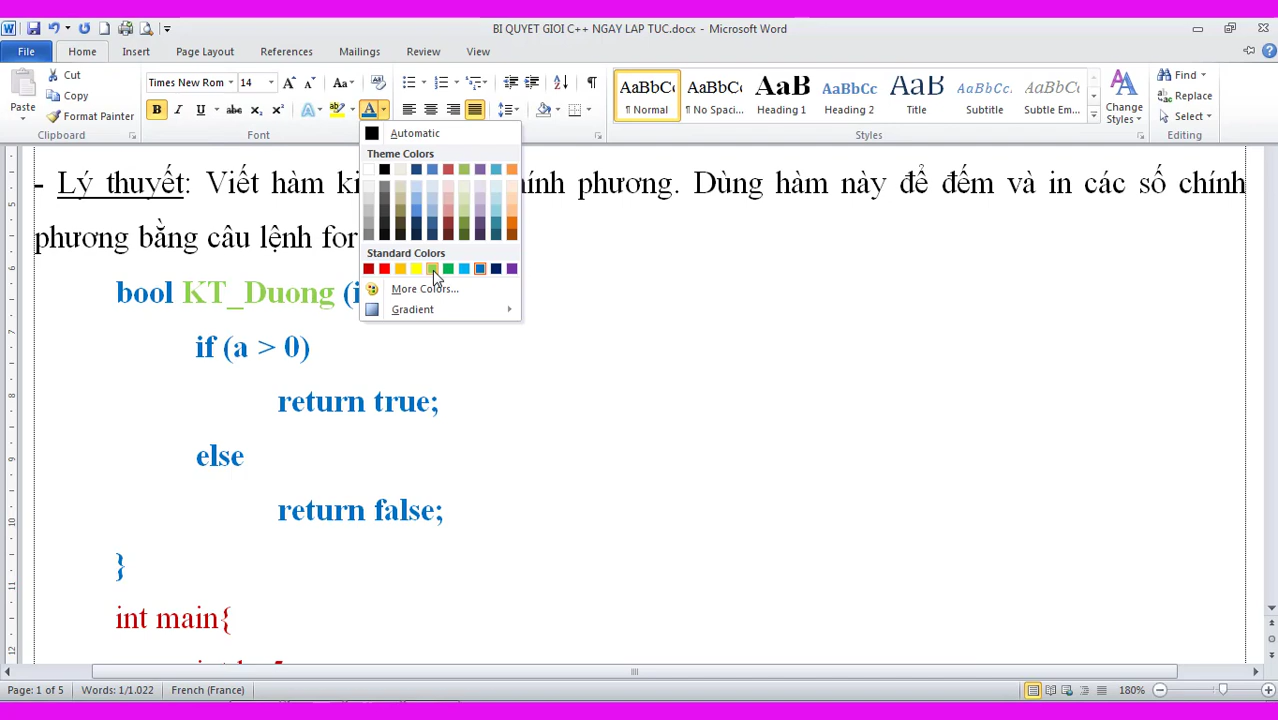 BI QUYET GIOI C++ NGAY LAP TUC.docx - Microsoft Word
File Home Insert Page Layout References Mailings Review View
Paste
Cut
Copy
Format Painter
Clipboard
Times New Rom 14
Font
AaBbCc AaBbCc AaB AaBbCc AaB AaBbCc. AaBbC
¶ Normal ¶ No Spaci... Heading 1 Heading 2 Title Subtitle Subtle Em...
Change Styles
Styles
Find
Replace
Select
Editing
Automatic
Theme Colors
Standard Colors
More Colors...
Gradient
- Lý thuyết: Viết hàm ki hính phương. Dùng hàm này để đếm và in các số chính
phương bằng câu lệnh for
bool KT_Duong (i
if (a > 0)
return true;
else
return false;
}
int main{
Page: 1 of 5 Words: 1/1.022 French (France) 180%